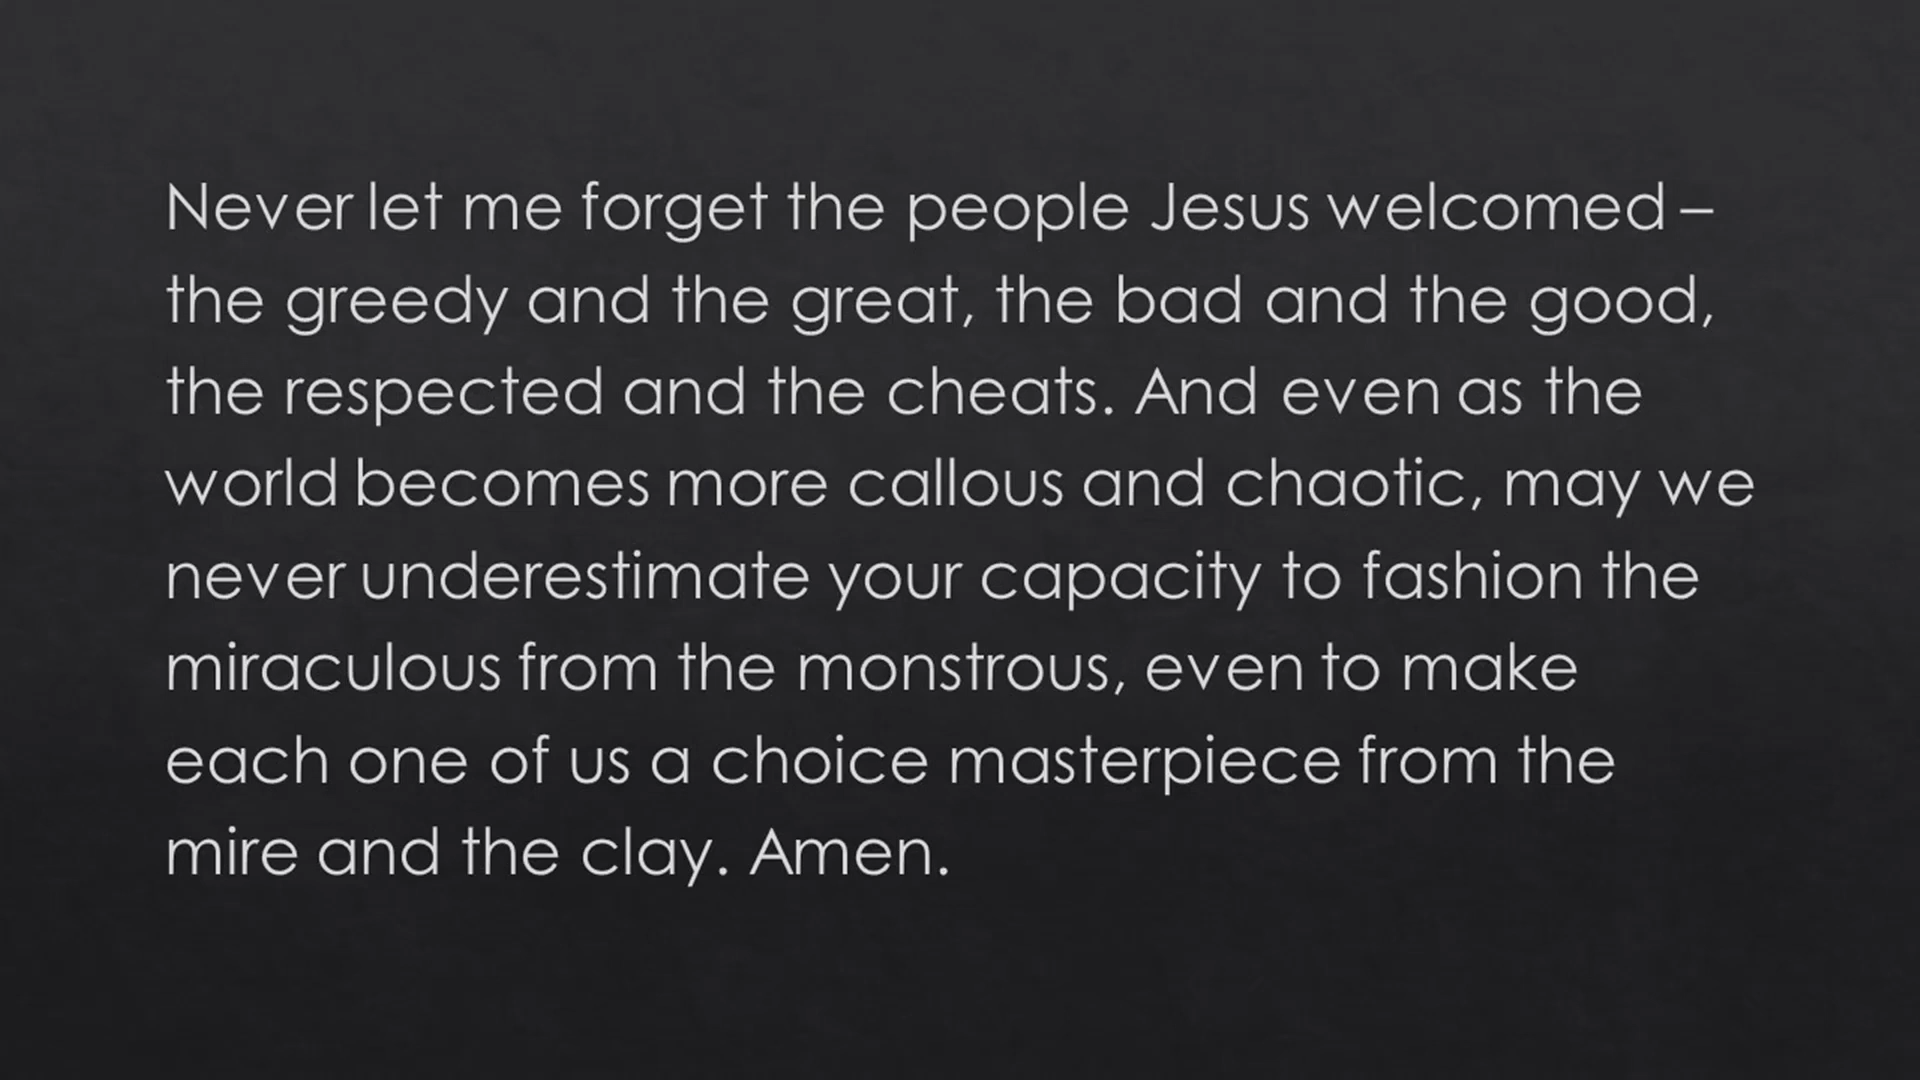 Never let me forget the people Jesus welcomed –
the greedy and the great, the bad and the good,
the respected and the cheats. And even as the
world becomes more callous and chaotic, may we
never underestimate your capacity to fashion the
miraculous from the monstrous, even to make
each one of us a choice masterpiece from the
mire and the clay. Amen.